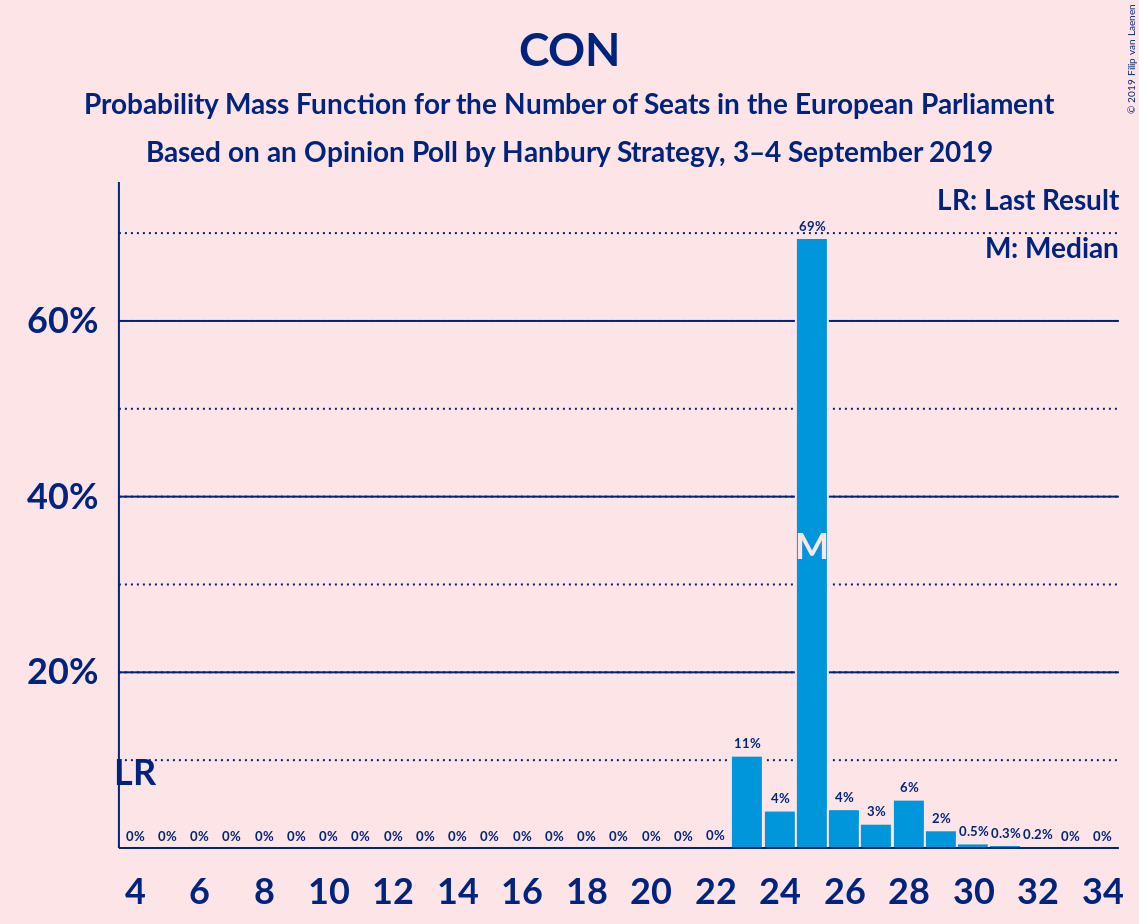 CON
Probability Mass Function for the Number of Seats in the European Parliament
Based on an Opinion Poll by Hanbury Strategy, 3–4 September 2019
© 2019 Filip van Laenen
LR: Last Result
M: Median
69%
60%
M
40%
20%
11%
LR
4%
4%
3%
6%
2%
0% 0% 0% 0% 0% 0% 0% 0% 0% 0% 0% 0% 0% 0% 0% 0% 0% 0% 0% 0.5% 0.3% 0.2% 0% 0%
4 6 8 10 12 14 16 18 20 22 24 26 28 30 32 34